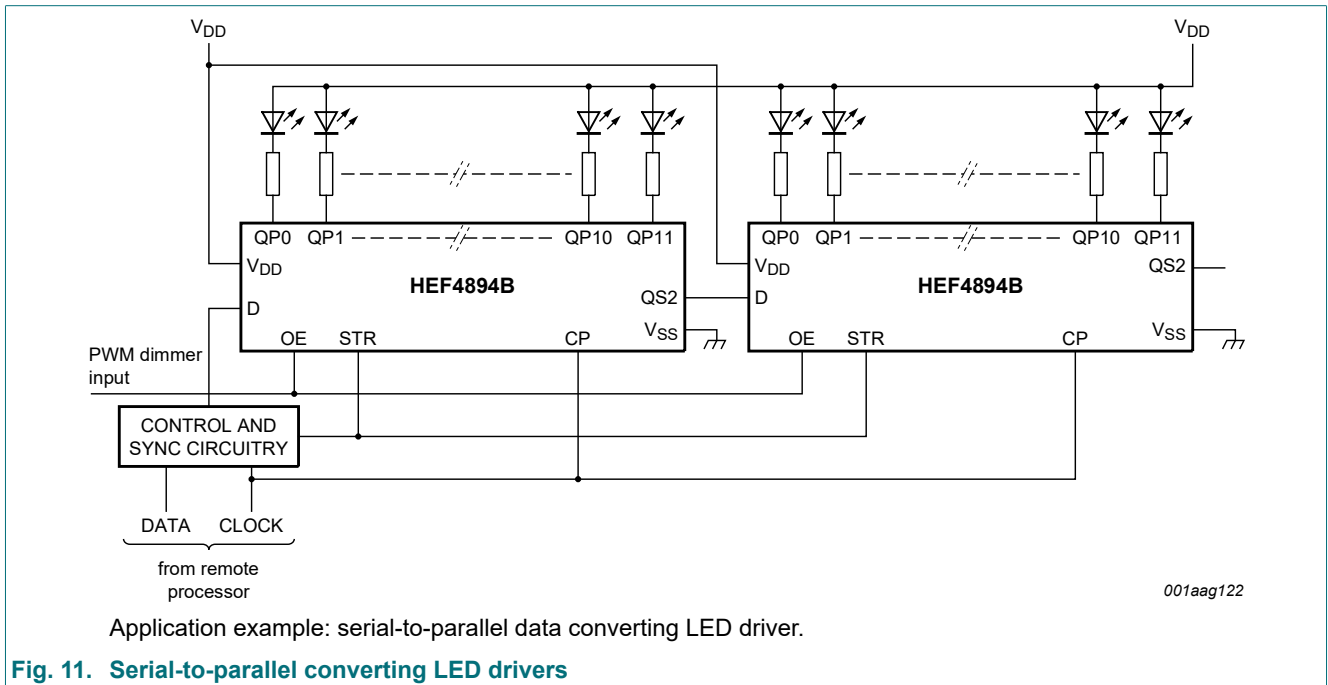 VDD VDD
QP0 QP1 QP10 QP11 QP0 QP1 QP10 QP11
VDD VDD QS2
HEF4894B HEF4894B
D QS2 D
VSS VSS
OE STR CP OE STR CP
PWM dimmer
input
CONTROL AND
SYNC CIRCUITRY
DATA CLOCK
from remote
processor
001aag122
Application example: serial-to-parallel data converting LED driver.
Fig. 11. Serial-to-parallel converting LED drivers